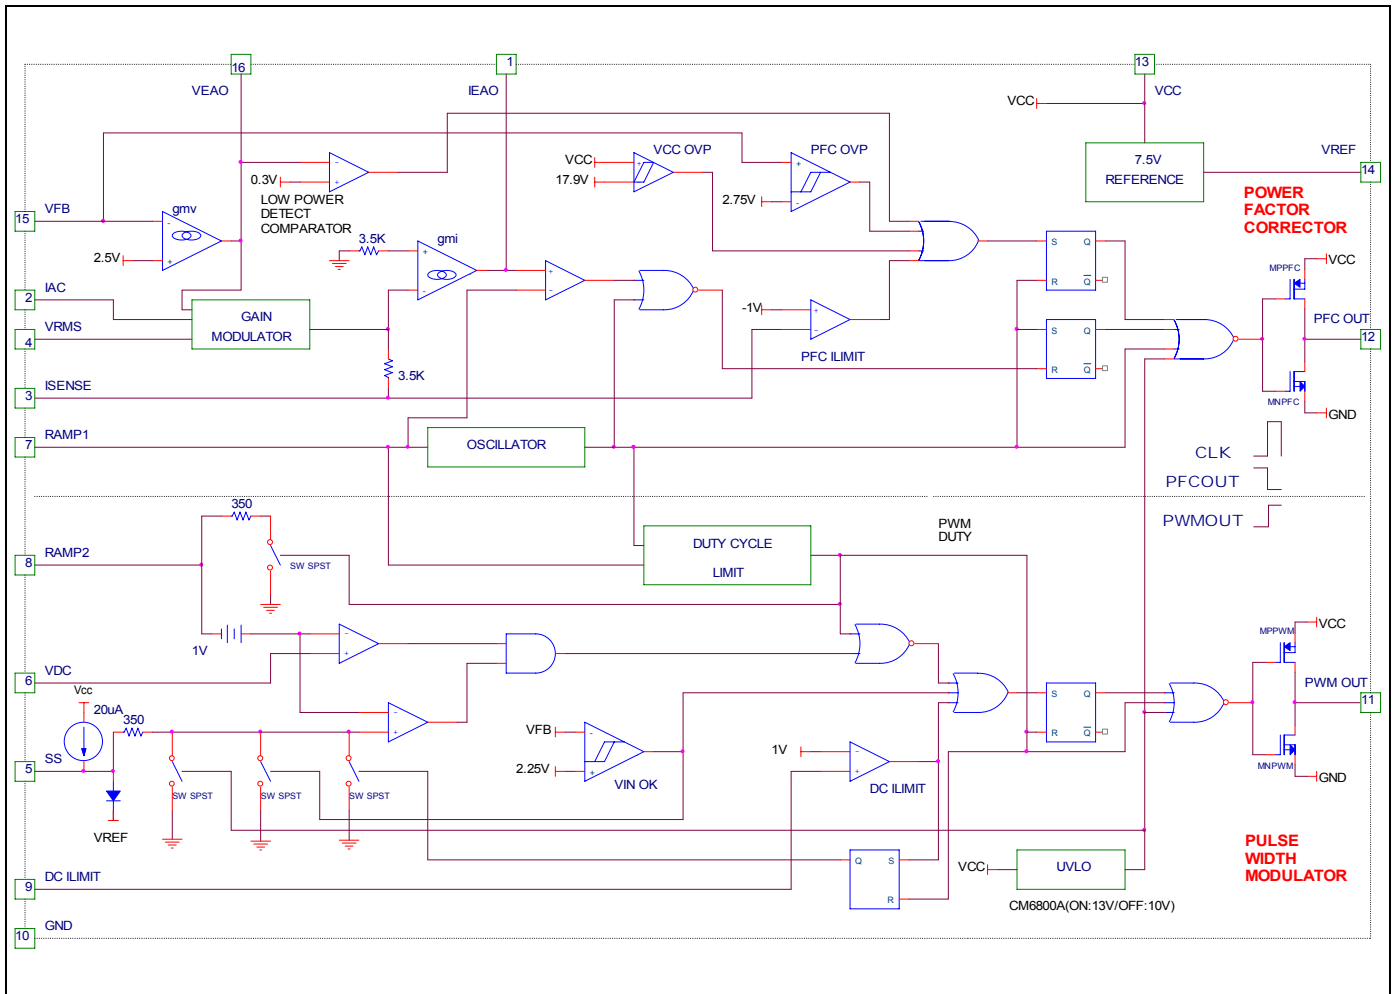 16
1
13
VEAO
IEAO
VCC
VCC
VCC OVP
PFC OVP
7.5V
REFERENCE
VREF
14
0.3V
VCC
17.9V
2.75V
LOW POWER
DETECT
COMPARATOR
POWER
FACTOR
CORRECTOR
15
VFB
gmv
2.5V
3.5K
gmi
S
Q
R
Q
MPPFC
VCC
2
IAC
GAIN
MODULATOR
-1V
PFC ILIMIT
4
VRMS
S
Q
R
Q
PFC OUT
12
3.5K
3
ISENSE
MNPFC
GND
7
RAMP1
OSCILLATOR
CLK
PFCOUT
PWMOUT
350
8
RAMP2
SW SPST
DUTY CYCLE
LIMIT
PWM
DUTY
1V
6
VDC
MPPWM
VCC
Vcc
20uA
350
S
Q
R
Q
PWM OUT
11
5
SS
SW SPST
SW SPST
SW SPST
VREF
VFB
2.25V
VIN OK
1V
DC ILIMIT
MNPWM
GND
Q
S
R
VCC
UVLO
CM6800A(ON:13V/OFF:10V)
PULSE
WIDTH
MODULATOR
9
DC ILIMIT
10
GND